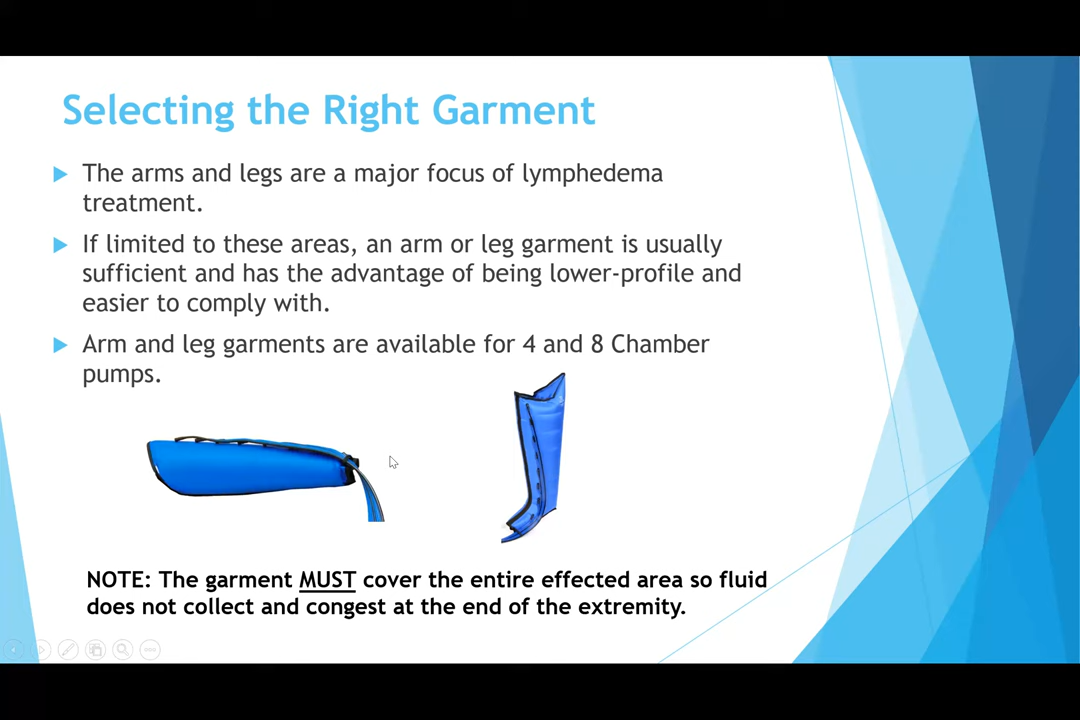 Selecting the Right Garment
The arms and legs are a major focus of lymphedema
treatment.
If limited to these areas, an arm or leg garment is usually
sufficient and has the advantage of being lower-profile and
easier to comply with.
Arm and leg garments are available for 4 and 8 Chamber
pumps.
NOTE: The garment MUST cover the entire effected area so fluid
does not collect and congest at the end of the extremity.